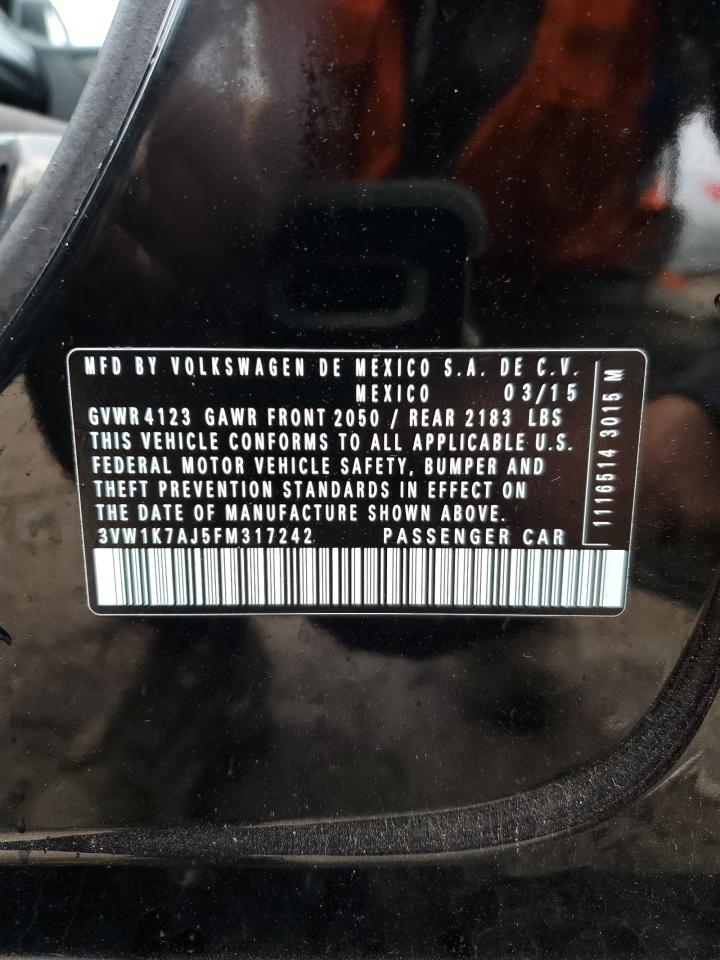 MFD BY VOLKSWAGEN DE MEXICO S.A. DE C.V.
MEXICO 03/15
GVWR 4123 GAWR FRONT 2050 / REAR 2183 LBS
THIS VEHICLE CONFORMS TO ALL APPLICABLE U.S.
FEDERAL MOTOR VEHICLE SAFETY, BUMPER AND
THEFT PREVENTION STANDARDS IN EFFECT ON
THE DATE OF MANUFACTURE SHOWN ABOVE.
3VW1K7AJ5FM317242 PASSENGER CAR
1116514 3015 M